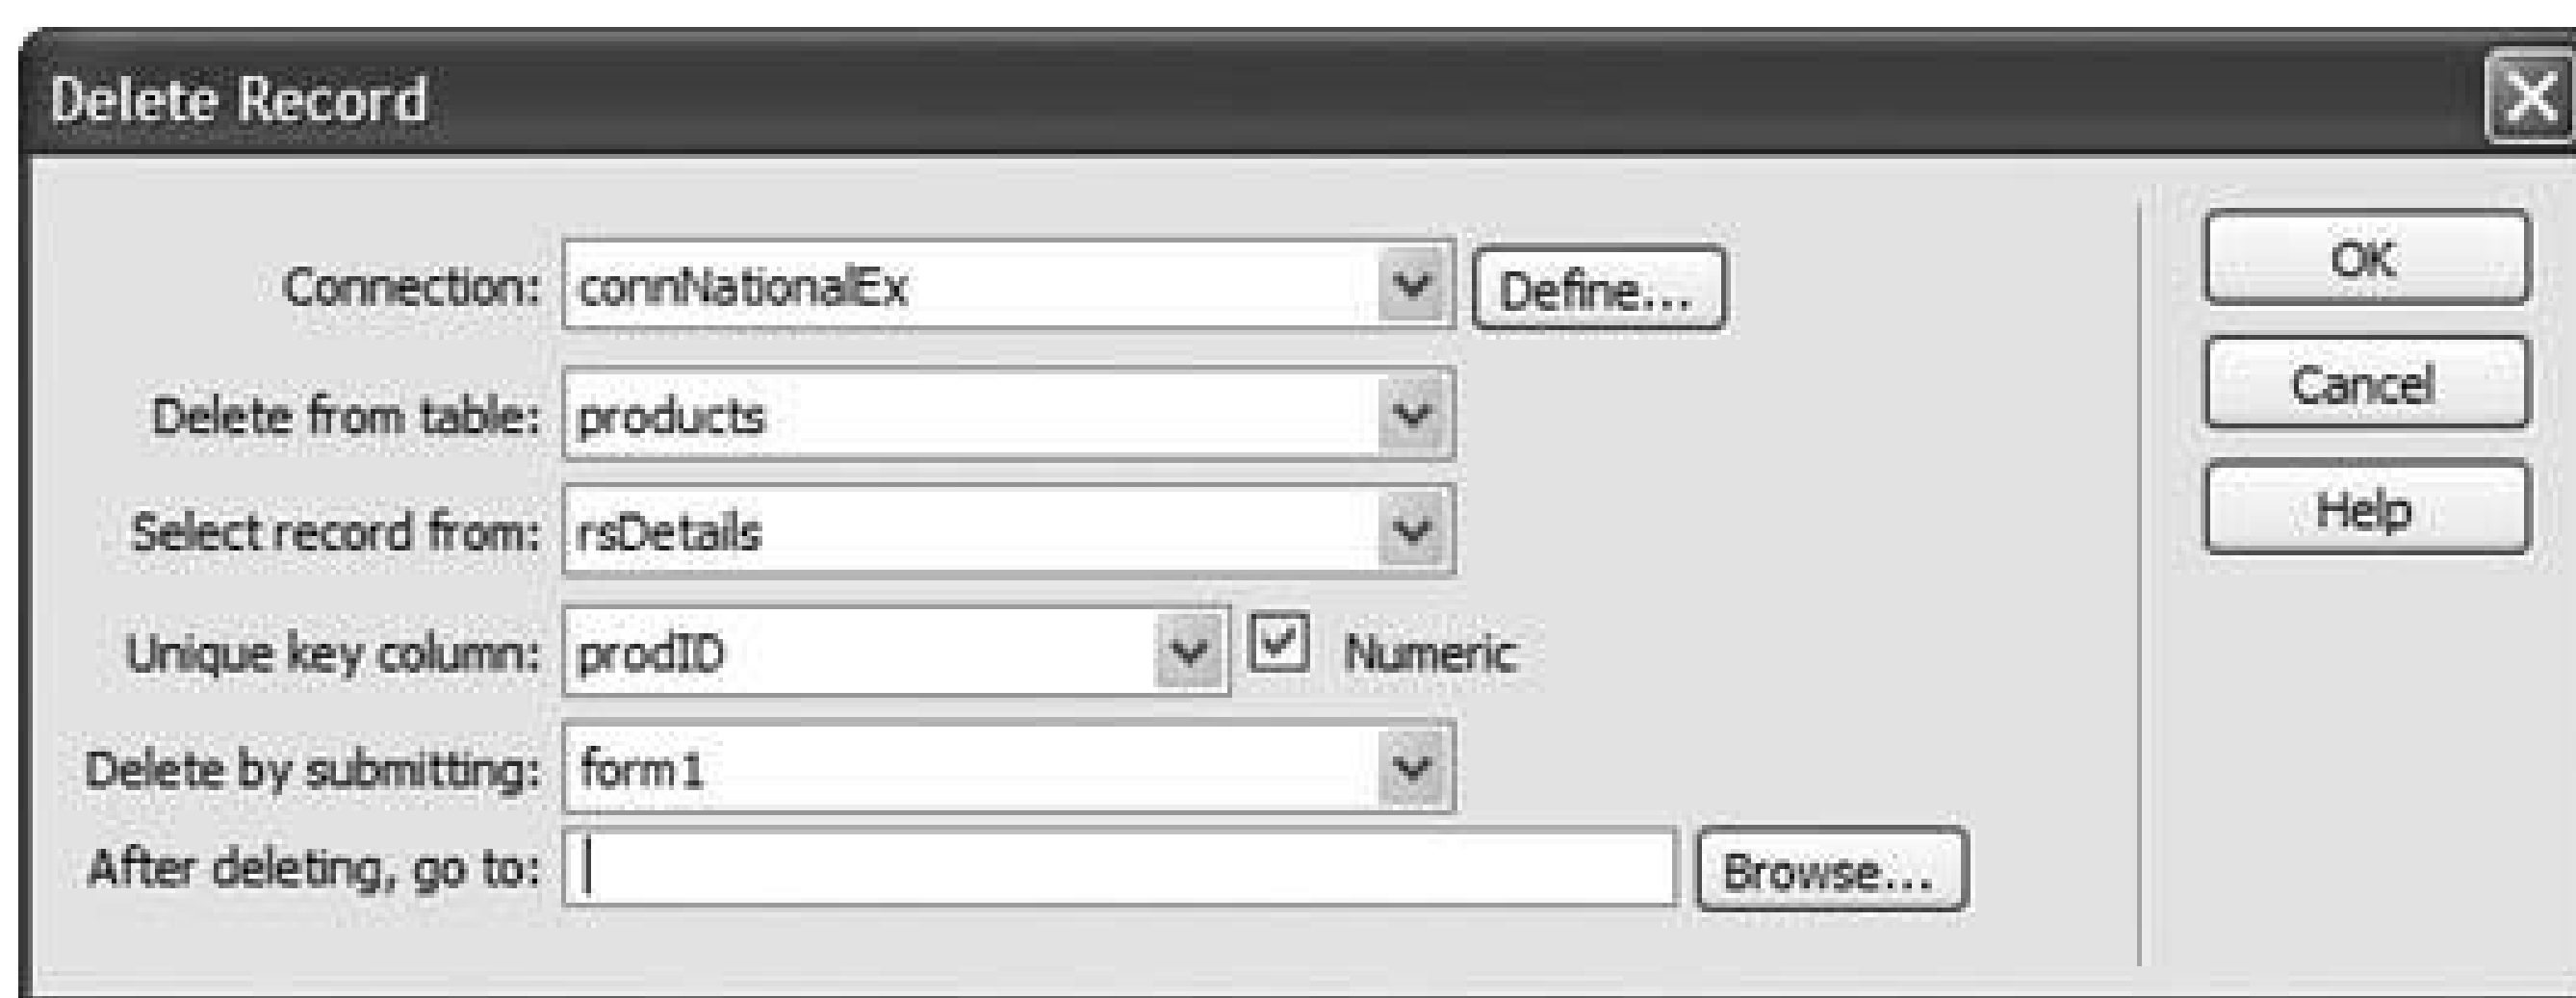 Delete Record
Connection: connNationalEx Define... OK
Delete from table: products Cancel
Select record from: rsDetails Help
Unique key column: prodID Numeric
Delete by submitting: form1
After deleting, go to: Browse...